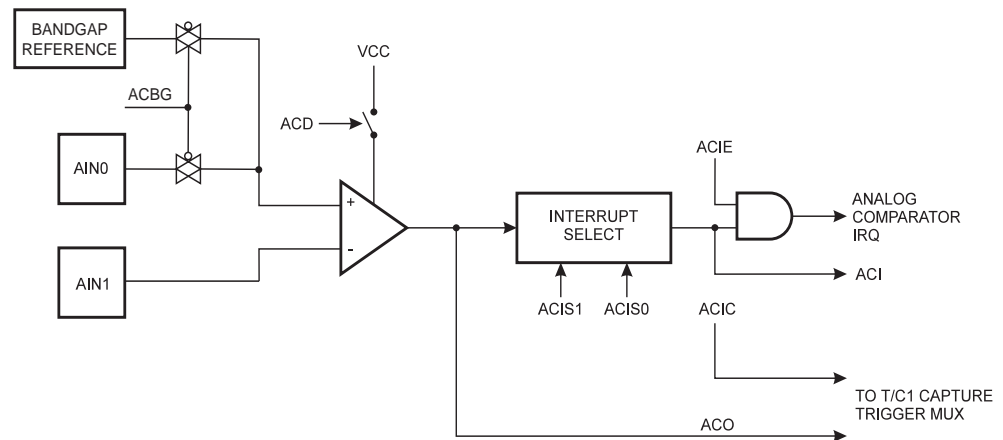 BANDGAP
REFERENCE
VCC
ACBG
ACD
ACIE
AIN0
+
-
INTERRUPT
SELECT
ANALOG
COMPARATOR
IRQ
AIN1
ACI
ACIS1
ACIS0
ACIC
TO T/C1 CAPTURE
TRIGGER MUX
ACO